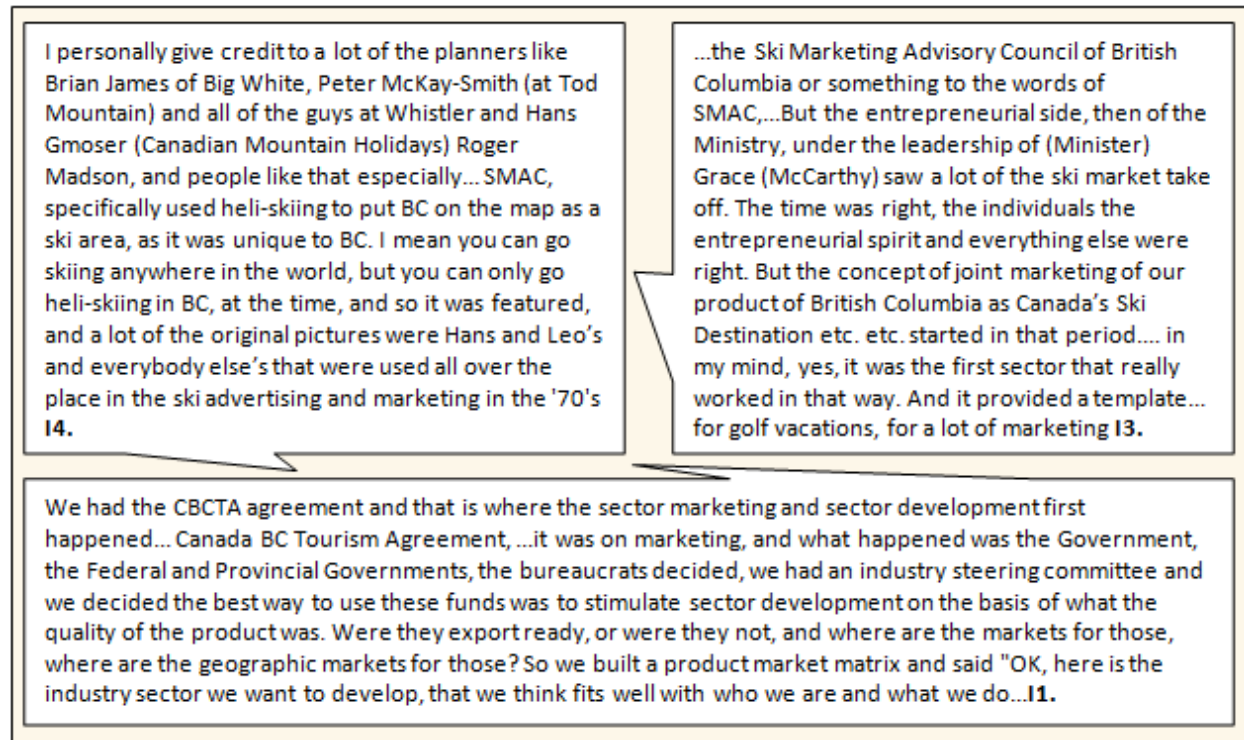 I personally give credit to a lot of the planners like
Brian James of Big White, Peter McKay-Smith (at Tod
Mountain) and all of the guys at Whistler and Hans
Gmoser (Canadian Mountain Holidays) Roger
Madson, and people like that especially... SMAC,
specifically used heli-skiing to put BC on the map as a
ski area, as it was unique to BC. I mean you can go
skiing anywhere in the world, but you can only go
heli-skiing in BC, at the time, and so it was featured,
and a lot of the original pictures were Hans and Leo’s
and everybody else’s that were used all over the
place in the ski advertising and marketing in the '70's
I4.
...the Ski Marketing Advisory Council of British
Columbia or something to the words of
SMAC,...But the entrepreneurial side, then of the
Ministry, under the leadership of (Minister)
Grace (McCarthy) saw a lot of the ski market take
off. The time was right, the individuals the
entrepreneurial spirit and everything else were
right. But the concept of joint marketing of our
product of British Columbia as Canada’s Ski
Destination etc. etc. started in that period.... in
my mind, yes, it was the first sector that really
worked in that way. And it provided a template...
for golf vacations, for a lot of marketing I3.
We had the CBCTA agreement and that is where the sector marketing and sector development first
happened... Canada BC Tourism Agreement, ...it was on marketing, and what happened was the Government,
the Federal and Provincial Governments, the bureaucrats decided, we had an industry steering committee and
we decided the best way to use these funds was to stimulate sector development on the basis of what the
quality of the product was. Were they export ready, or were they not, and where are the markets for those,
where are the geographic markets for those? So we built a product market matrix and said "OK, here is the
industry sector we want to develop, that we think fits well with who we are and what we do...I1.